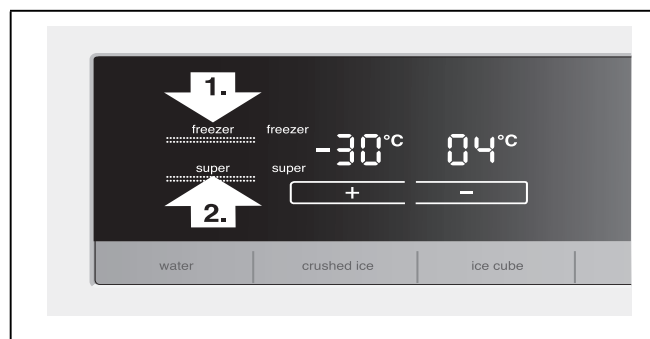 1.
freezer freezer
-30°C 04°C
super super
+ -
2.
water crushed ice ice cube